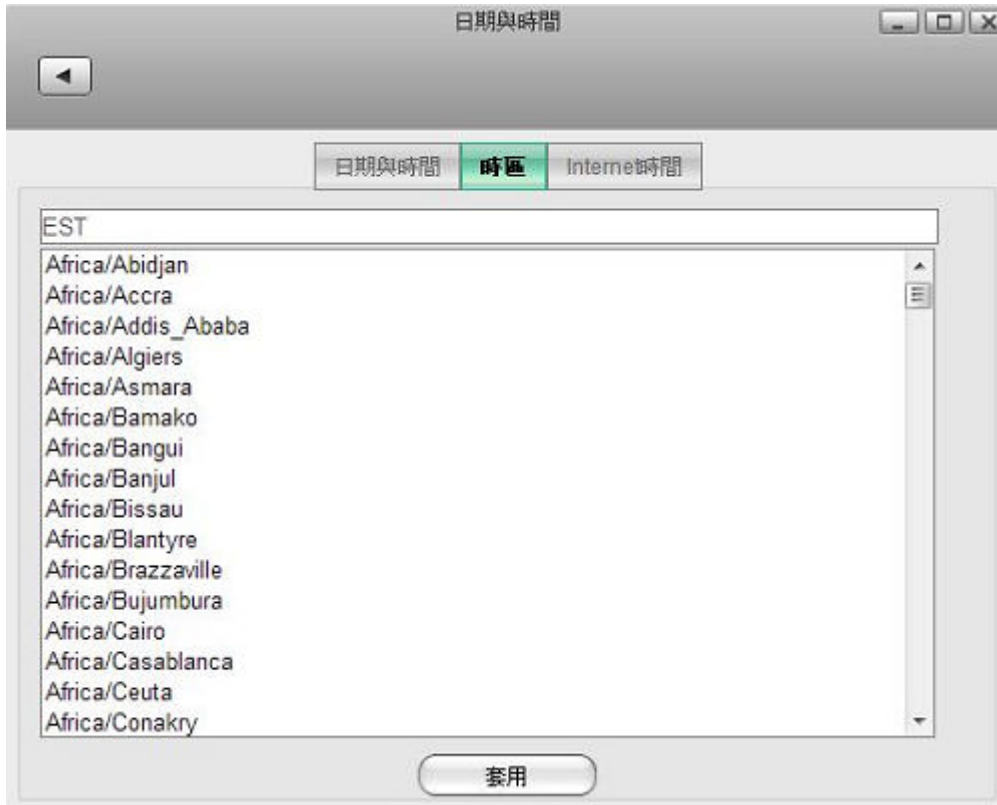 日期與時間
日期與時間 時區 Internet時間
EST
Africa/Abidjan
Africa/Accra
Africa/Addis_Ababa
Africa/Algiers
Africa/Asmara
Africa/Bamako
Africa/Bangui
Africa/Banjul
Africa/Bissau
Africa/Blantyre
Africa/Brazzaville
Africa/Bujumbura
Africa/Cairo
Africa/Casablanca
Africa/Ceuta
Africa/Conakry
套用